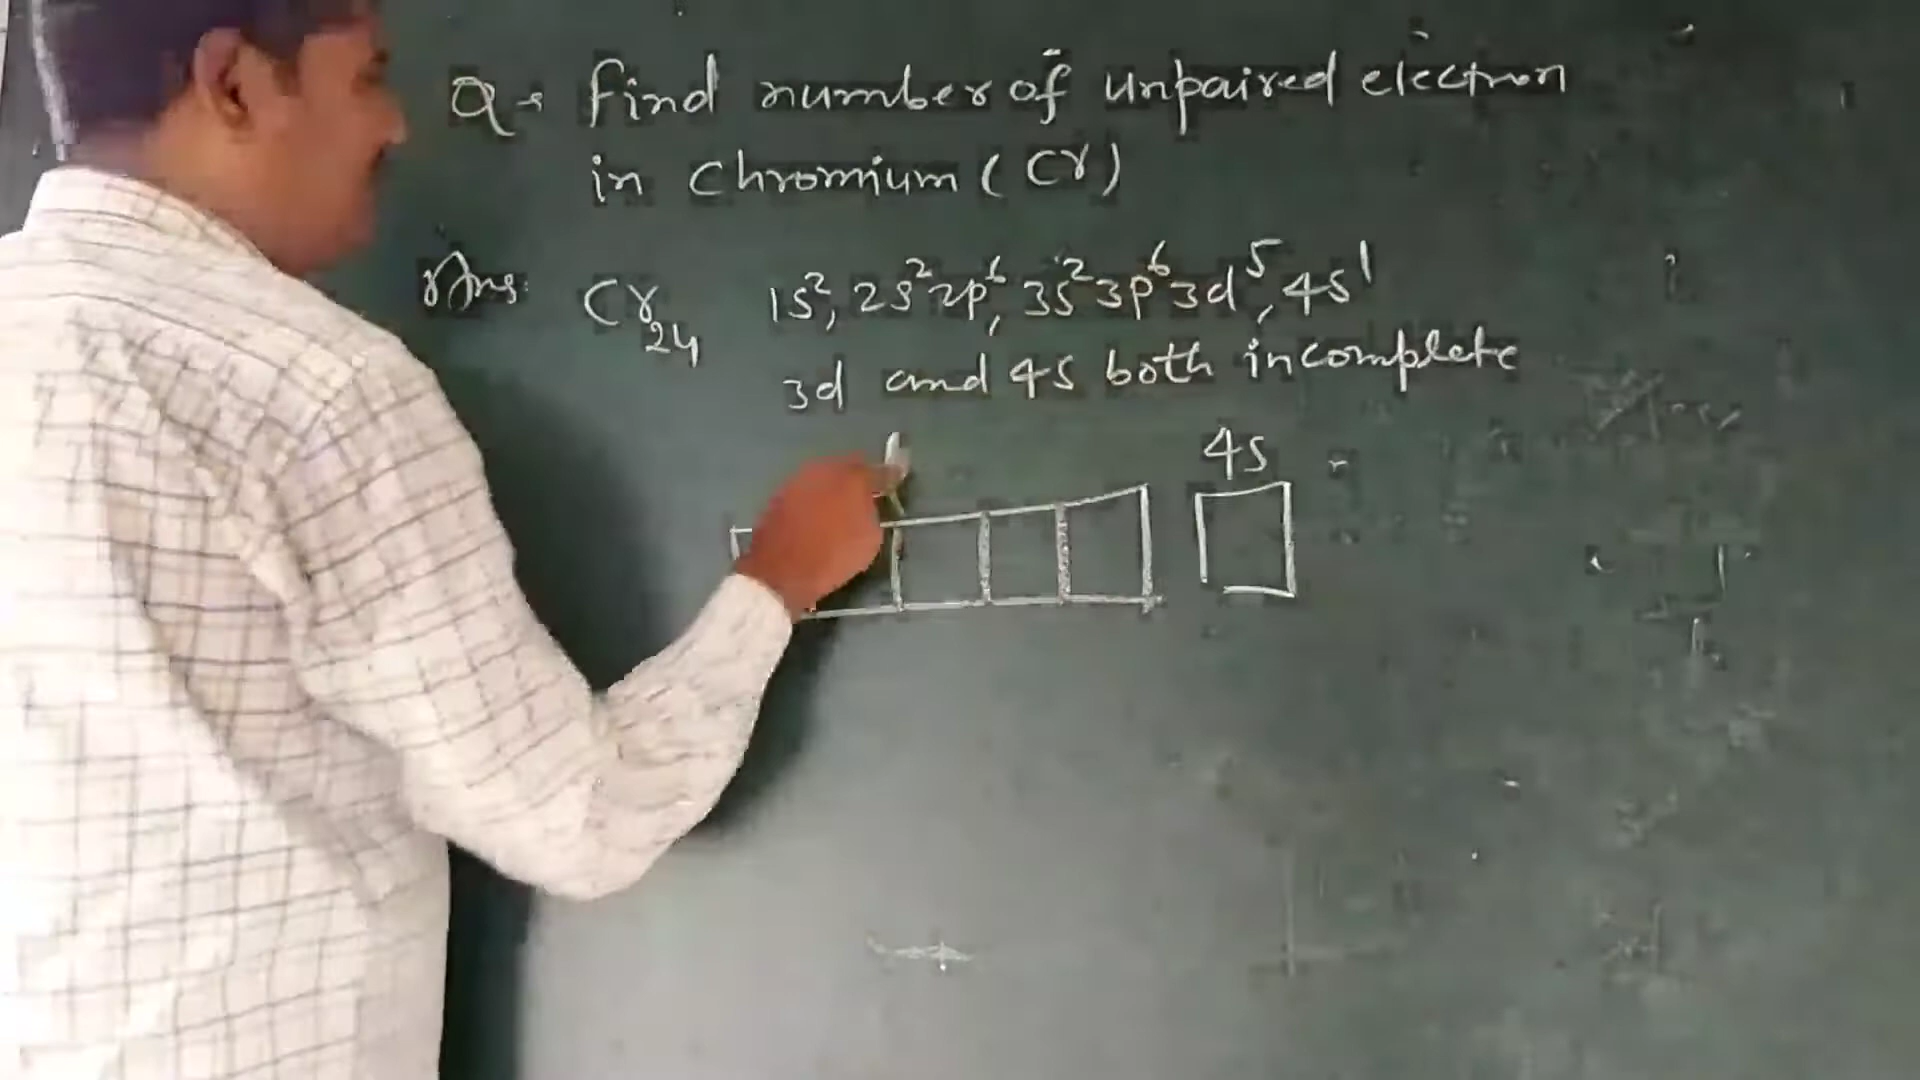 Q → Find number of unpaired electron
in Chromium (Cr)
Ans: Cr₂₄ 1s², 2s² 2p⁶, 3s² 3p⁶ 3d⁵, 4s¹
3d and 4s both incomplete
4s